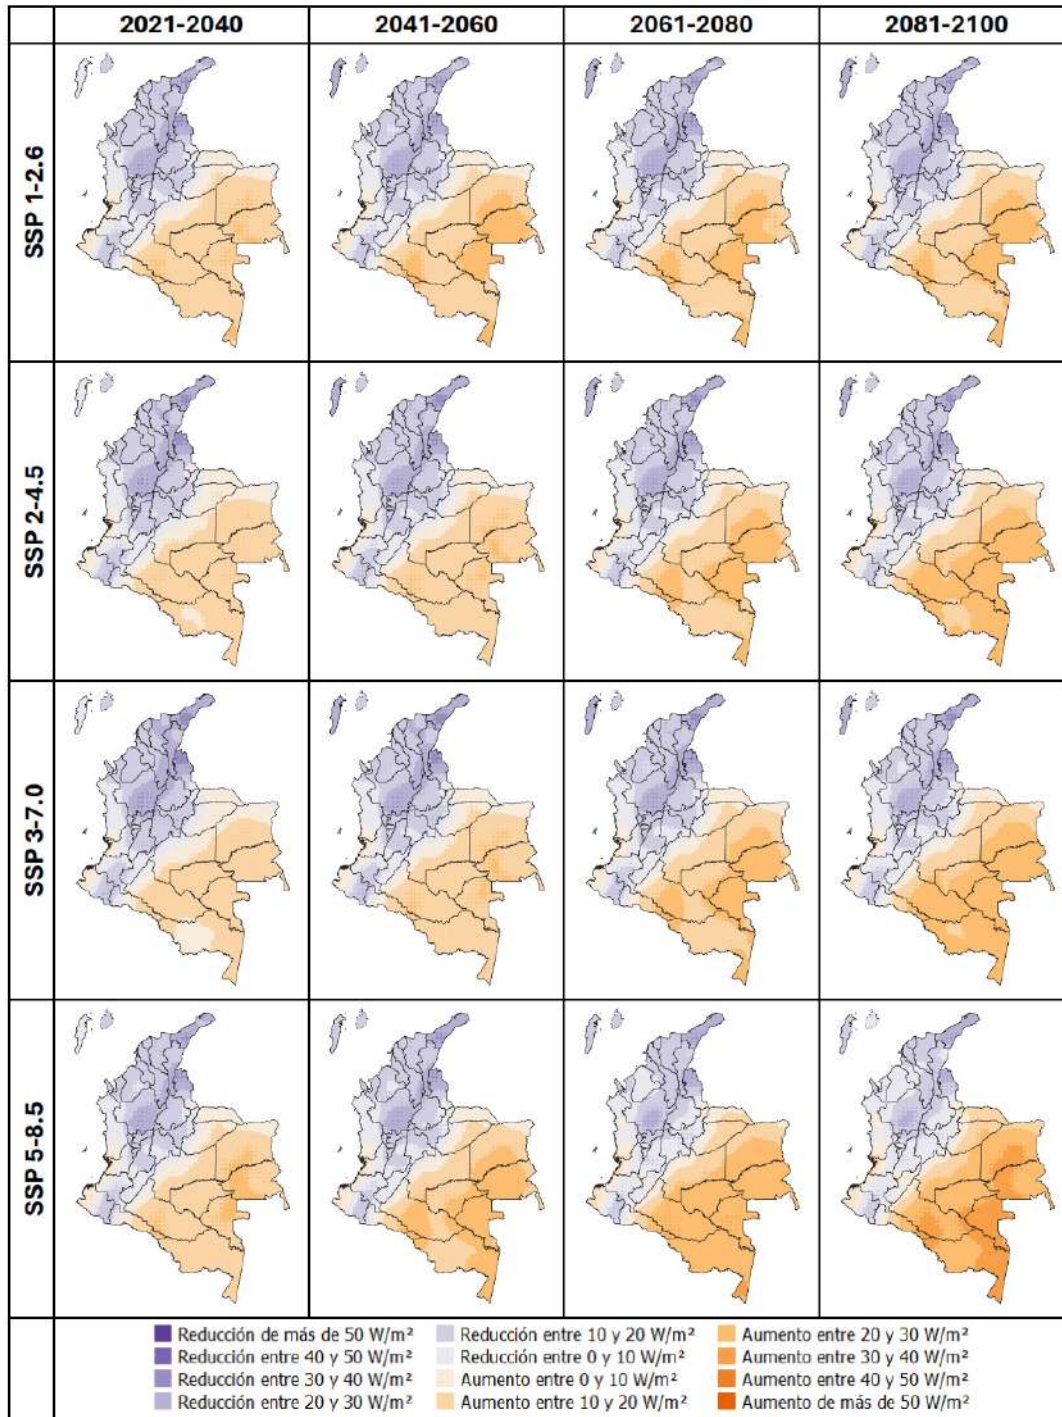 2021-2040 2041-2060 2061-2080 2081-2100
SSP 1-2.6
SSP 2-4.5
SSP 3-7.0
SSP 5-8.5
Reducción de más de 50 W/m² Reducción entre 10 y 20 W/m² Aumento entre 20 y 30 W/m²
Reducción entre 40 y 50 W/m² Reducción entre 0 y 10 W/m² Aumento entre 30 y 40 W/m²
Reducción entre 30 y 40 W/m² Aumento entre 0 y 10 W/m² Aumento entre 40 y 50 W/m²
Reducción entre 20 y 30 W/m² Aumento entre 10 y 20 W/m² Aumento de más de 50 W/m²